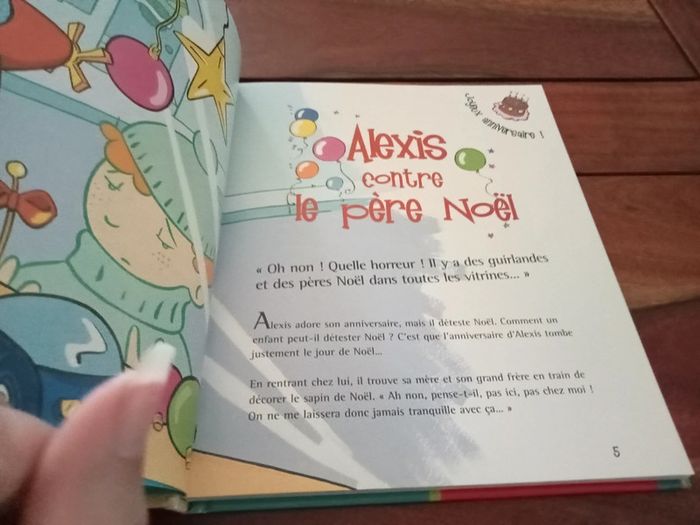 Joyeux anniversaire !
Alexis
contre
le père Noël
« Oh non ! Quelle horreur ! Il y a des guirlandes
et des pères Noël dans toutes les vitrines... »
Alexis adore son anniversaire, mais il déteste Noël. Comment un
enfant peut-il détester Noël ? C'est que l'anniversaire d'Alexis tombe
justement le jour de Noël...
En rentrant chez lui, il trouve sa mère et son grand frère en train de
décorer le sapin de Noël. « Ah non, pense-t-il, pas ici, pas chez moi !
On ne me laissera donc jamais tranquille avec ça... »
5